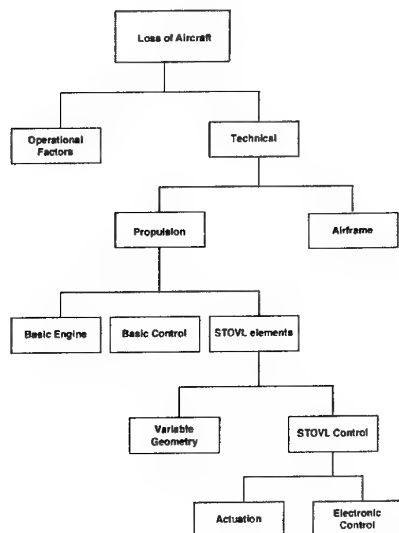 Loss of Aircraft
Operational
Factors
Technical
Propulsion
Airframe
Basic Engine
Basic Control
STOVL elements
Variable
Geometry
STOVL Control
Actuation
Electronic
Control